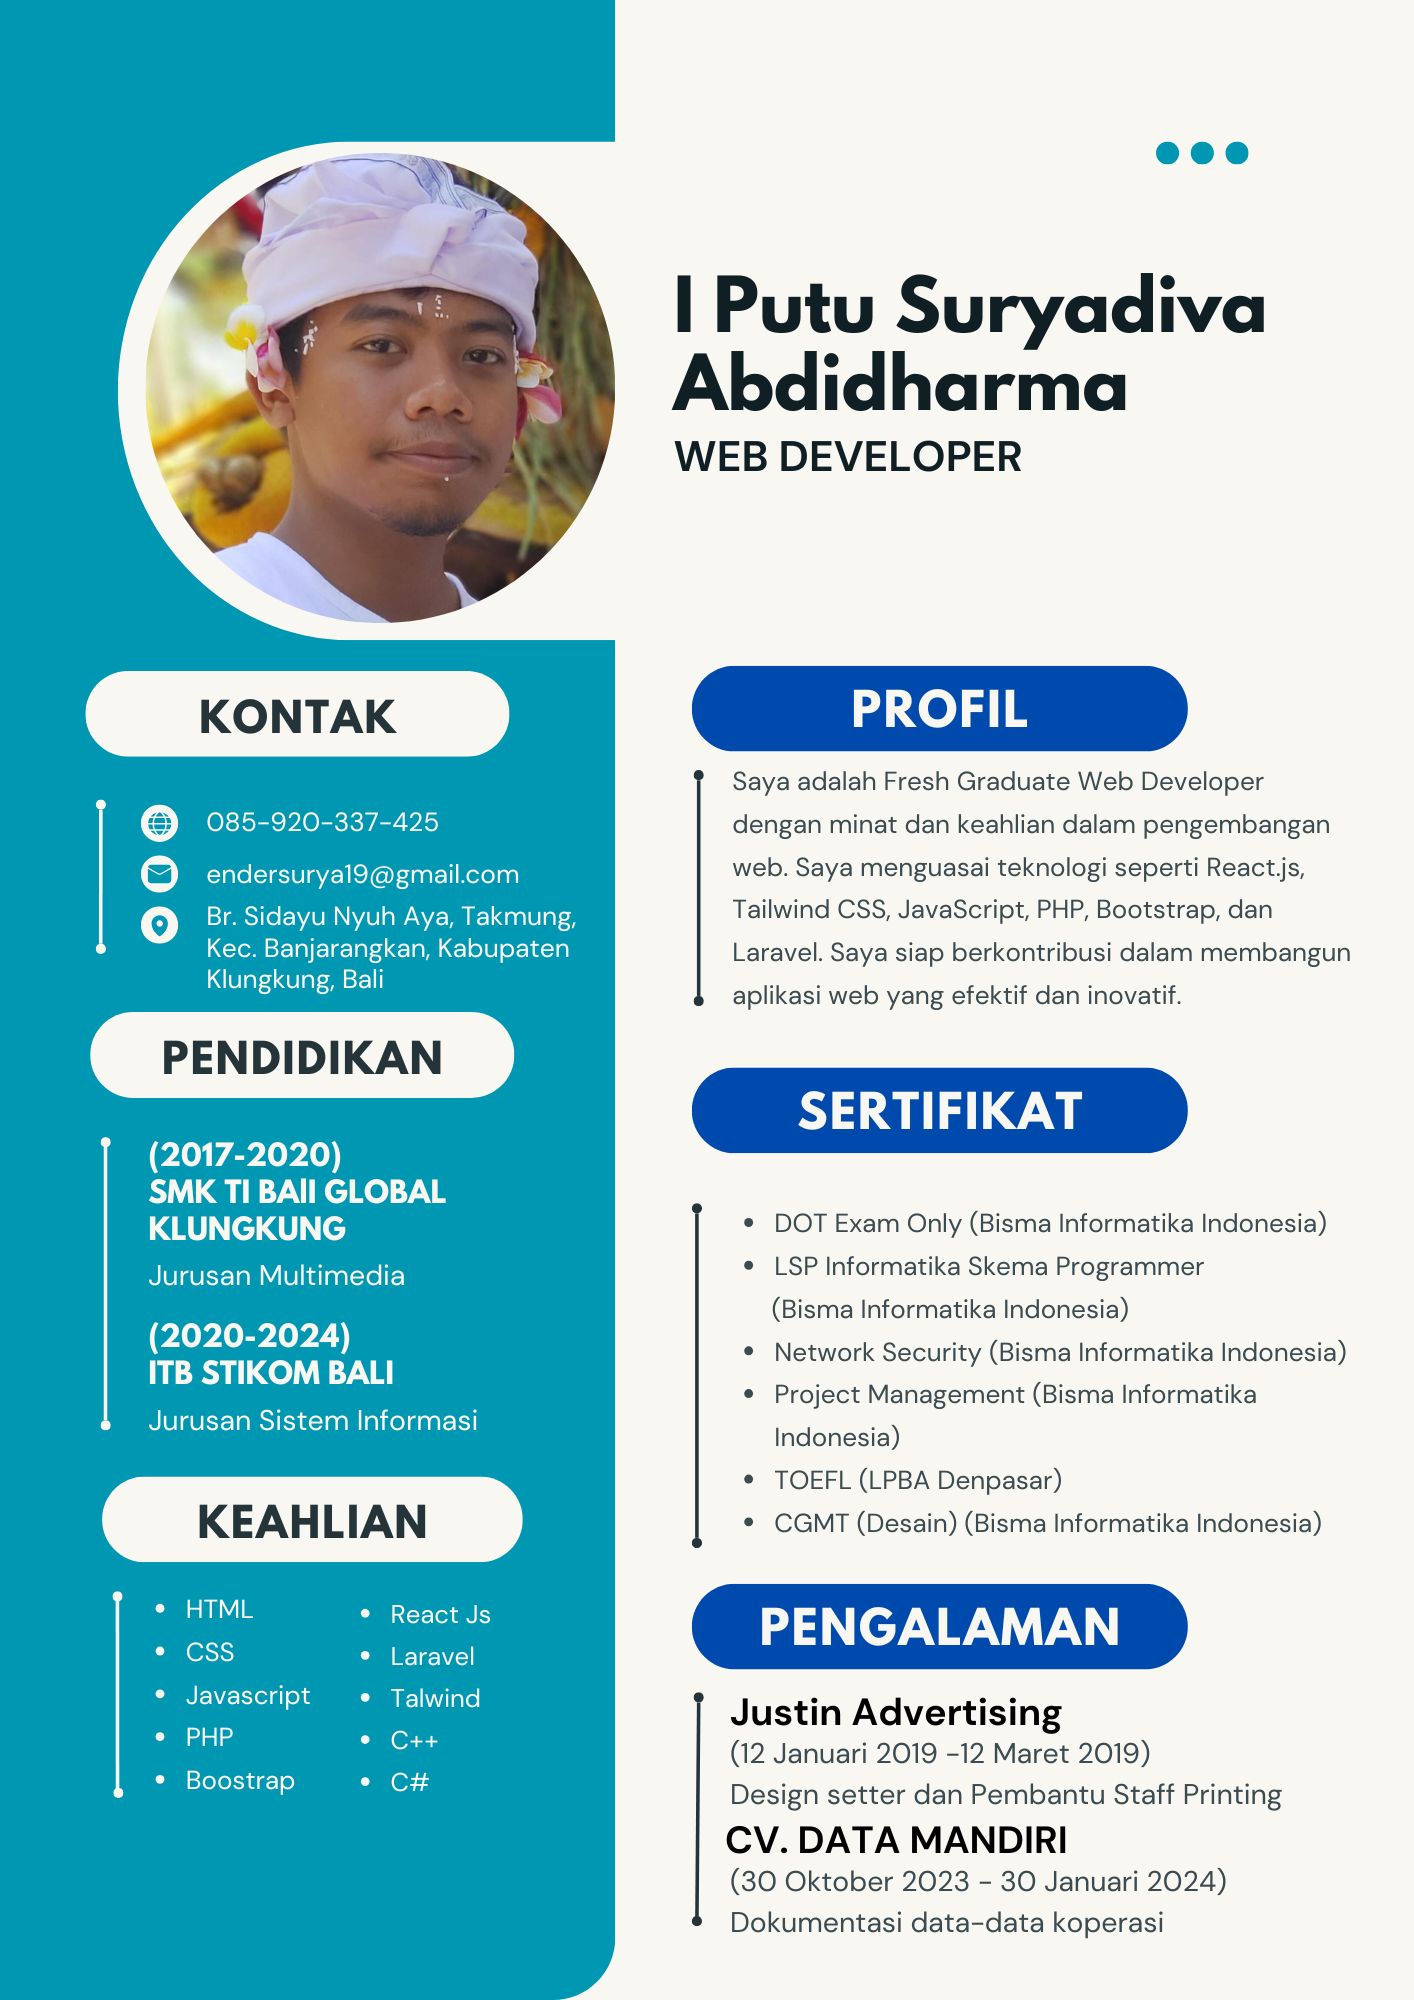 I Putu Suryadiva
Abdidharma
WEB DEVELOPER
KONTAK
085-920-337-425
endersurya19@gmail.com
Br. Sidayu Nyuh Aya, Takmung,
Kec. Banjarangkan, Kabupaten
Klungkung, Bali
PENDIDIKAN
(2017-2020)
SMK TI BAlI GLOBAL
KLUNGKUNG
Jurusan Multimedia
(2020-2024)
ITB STIKOM BALI
Jurusan Sistem Informasi
KEAHLIAN
HTML
CSS
Javascript
PHP
Boostrap
React Js
Laravel
Talwind
C++
C#
PROFIL
Saya adalah Fresh Graduate Web Developer
dengan minat dan keahlian dalam pengembangan
web. Saya menguasai teknologi seperti React.js,
Tailwind CSS, JavaScript, PHP, Bootstrap, dan
Laravel. Saya siap berkontribusi dalam membangun
aplikasi web yang efektif dan inovatif.
SERTIFIKAT
DOT Exam Only (Bisma Informatika Indonesia)
LSP Informatika Skema Programmer
(Bisma Informatika Indonesia)
Network Security (Bisma Informatika Indonesia)
Project Management (Bisma Informatika
Indonesia)
TOEFL (LPBA Denpasar)
CGMT (Desain) (Bisma Informatika Indonesia)
PENGALAMAN
Justin Advertising
(12 Januari 2019 -12 Maret 2019)
Design setter dan Pembantu Staff Printing
CV. DATA MANDIRI
(30 Oktober 2023 - 30 Januari 2024)
Dokumentasi data-data koperasi